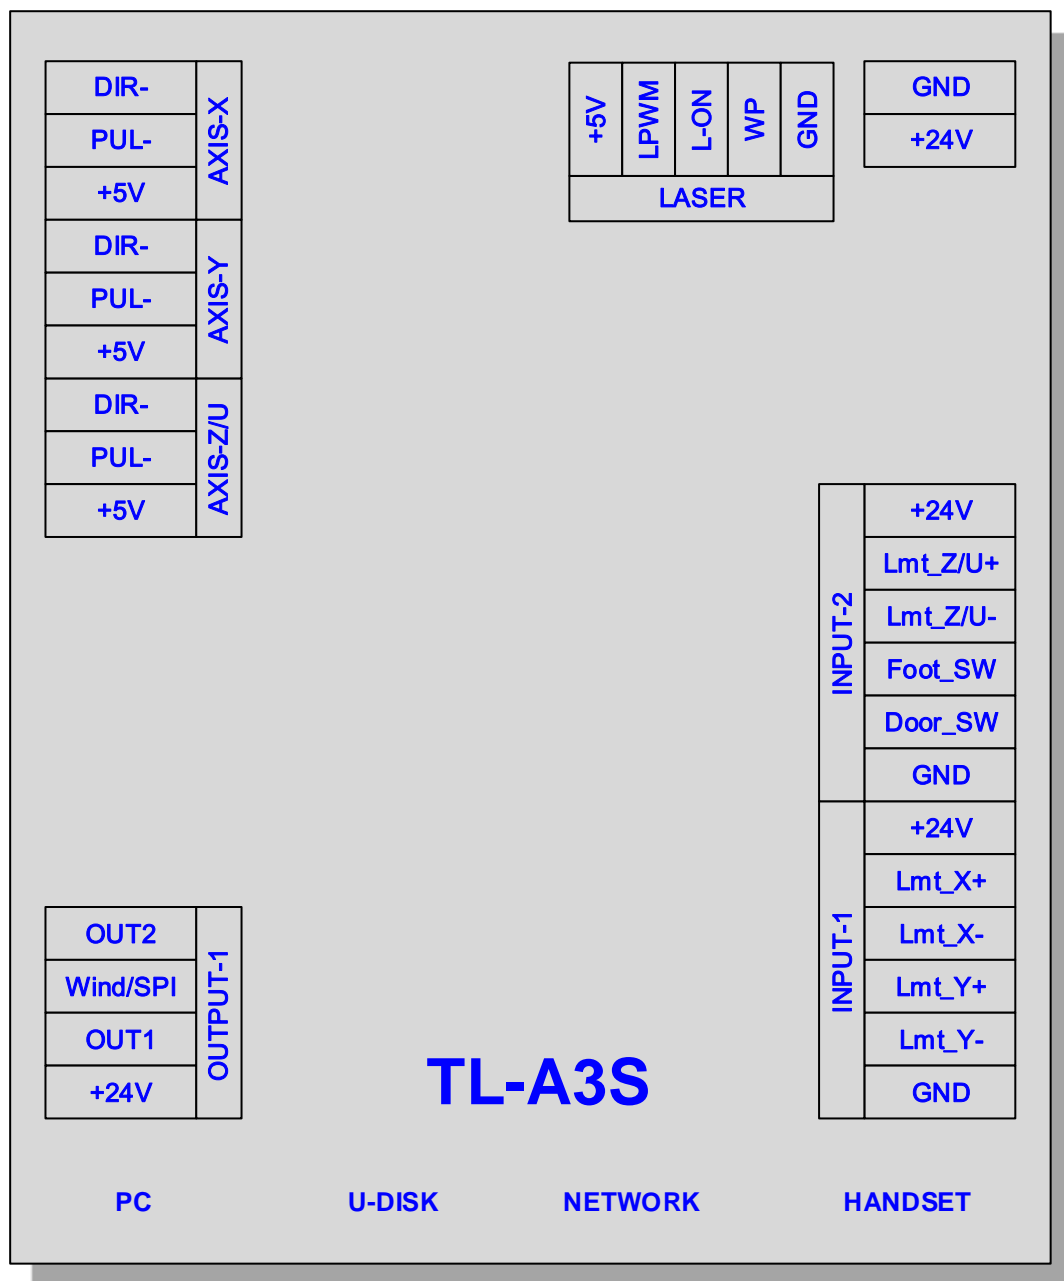 DIR-
PUL-
+5V
AXIS-X
DIR-
PUL-
+5V
AXIS-Y
DIR-
PUL-
+5V
AXIS-Z/U
+5V
LPWM
L-ON
WP
GND
LASER
GND
+24V
INPUT-2
+24V
Lmt_Z/U+
Lmt_Z/U-
Foot_SW
Door_SW
GND
INPUT-1
+24V
Lmt_X+
Lmt_X-
Lmt_Y+
Lmt_Y-
GND
OUT2
Wind/SPI
OUT1
+24V
OUTPUT-1
TL-A3S
PC
U-DISK
NETWORK
HANDSET